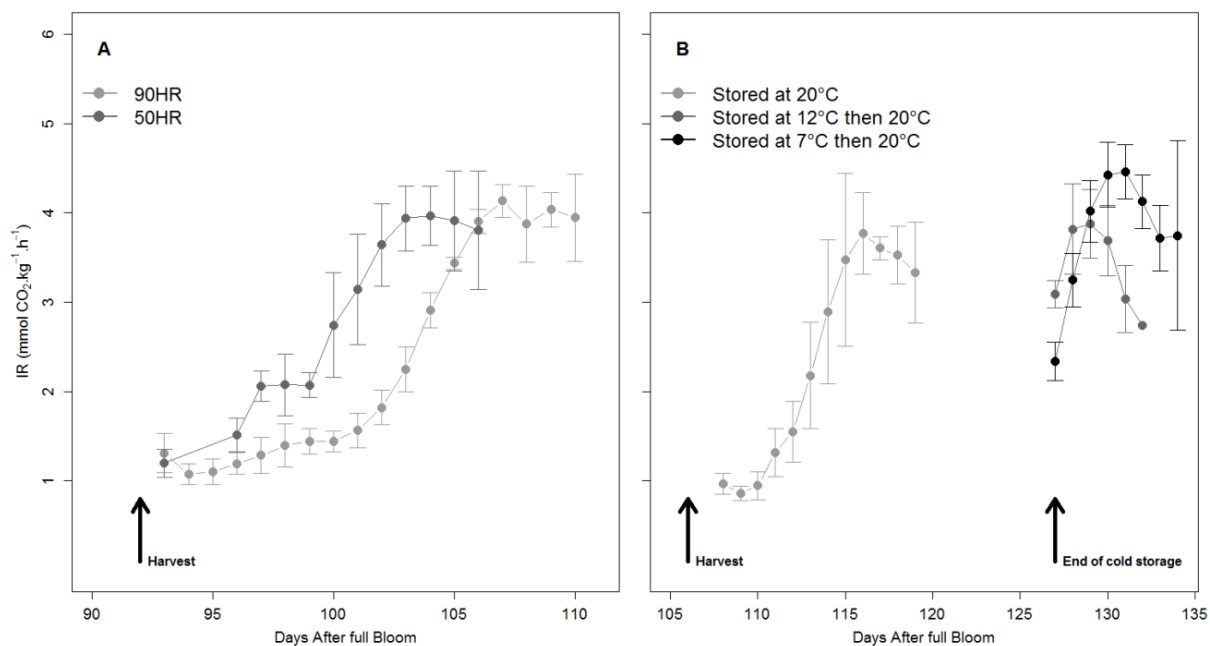 A
90HR
50HR
6
5
4
3
2
1
IR (mmol CO₂.kg⁻¹.h⁻¹)
Harvest
90 95 100 105 110
Days After full Bloom
B
Stored at 20°C
Stored at 12°C then 20°C
Stored at 7°C then 20°C
Harvest
End of cold storage
105 110 115 120 125 130 135
Days After full Bloom